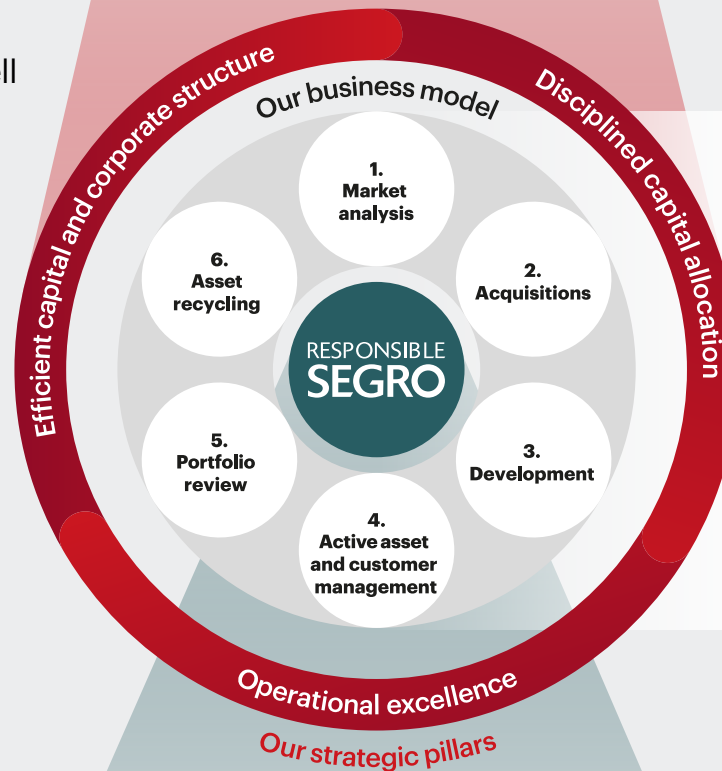 ell
Efficient capital and corporate structure
Disciplined capital allocation
Our business model
1.
Market
analysis
2.
Acquisitions
3.
Development
4.
Active asset
and customer
management
5.
Portfolio
review
6.
Asset
recycling
RESPONSIBLE
SEGRO
Operational excellence
Our strategic pillars